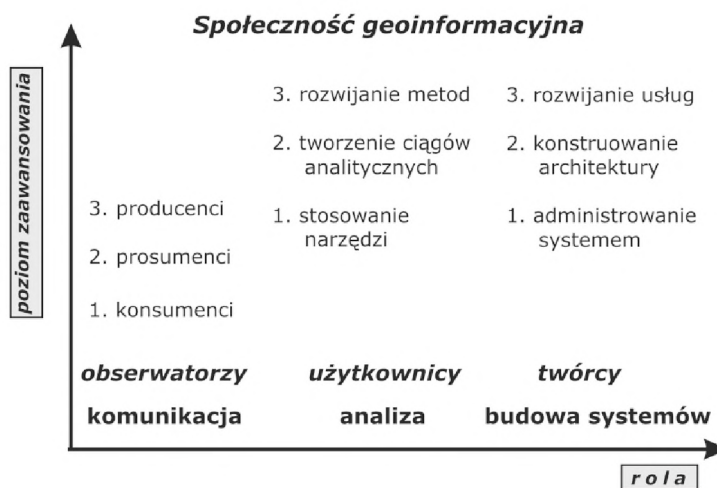 Społeczność geoinformacyjna
poziom zaawansowania
3. producenci
2. prosumenci
1. konsumenci
3. rozwijanie metod
2. tworzenie ciągów
analitycznych
1. stosowanie
narzędzi
3. rozwijanie usług
2. konstruowanie
architektury
1. administrowanie
systemem
obserwatorzy
komunikacja
użytkownicy
analiza
twórcy
budowa systemów
rola